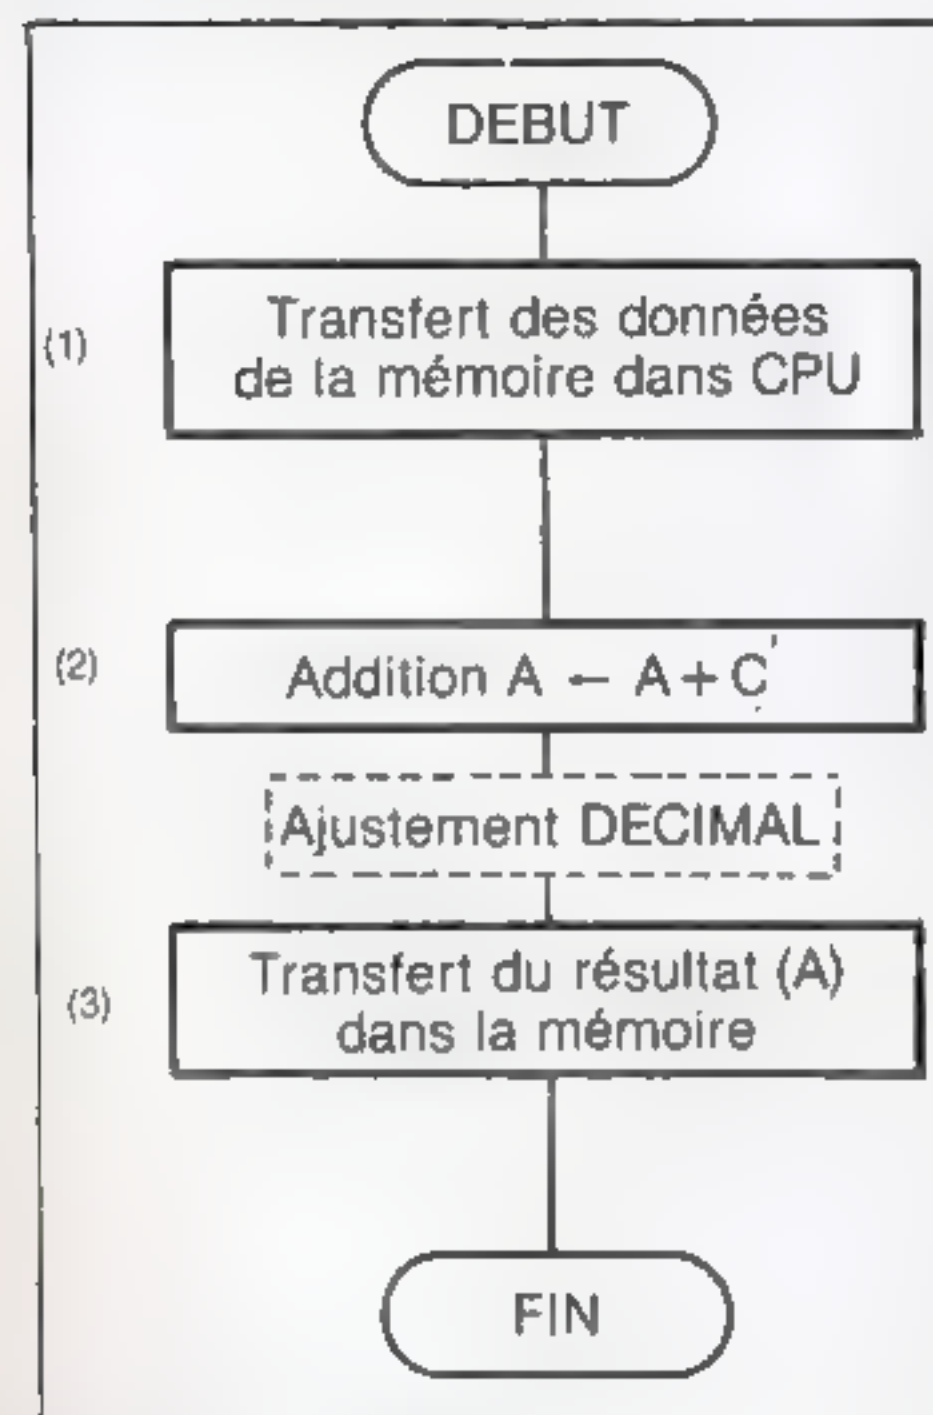 DEBUT
(1)
Transfert des données
de la mémoire dans CPU
(2)
Addition A ← A + C
Ajustement DECIMAL
(3)
Transfert du résultat (A)
dans la mémoire
FIN